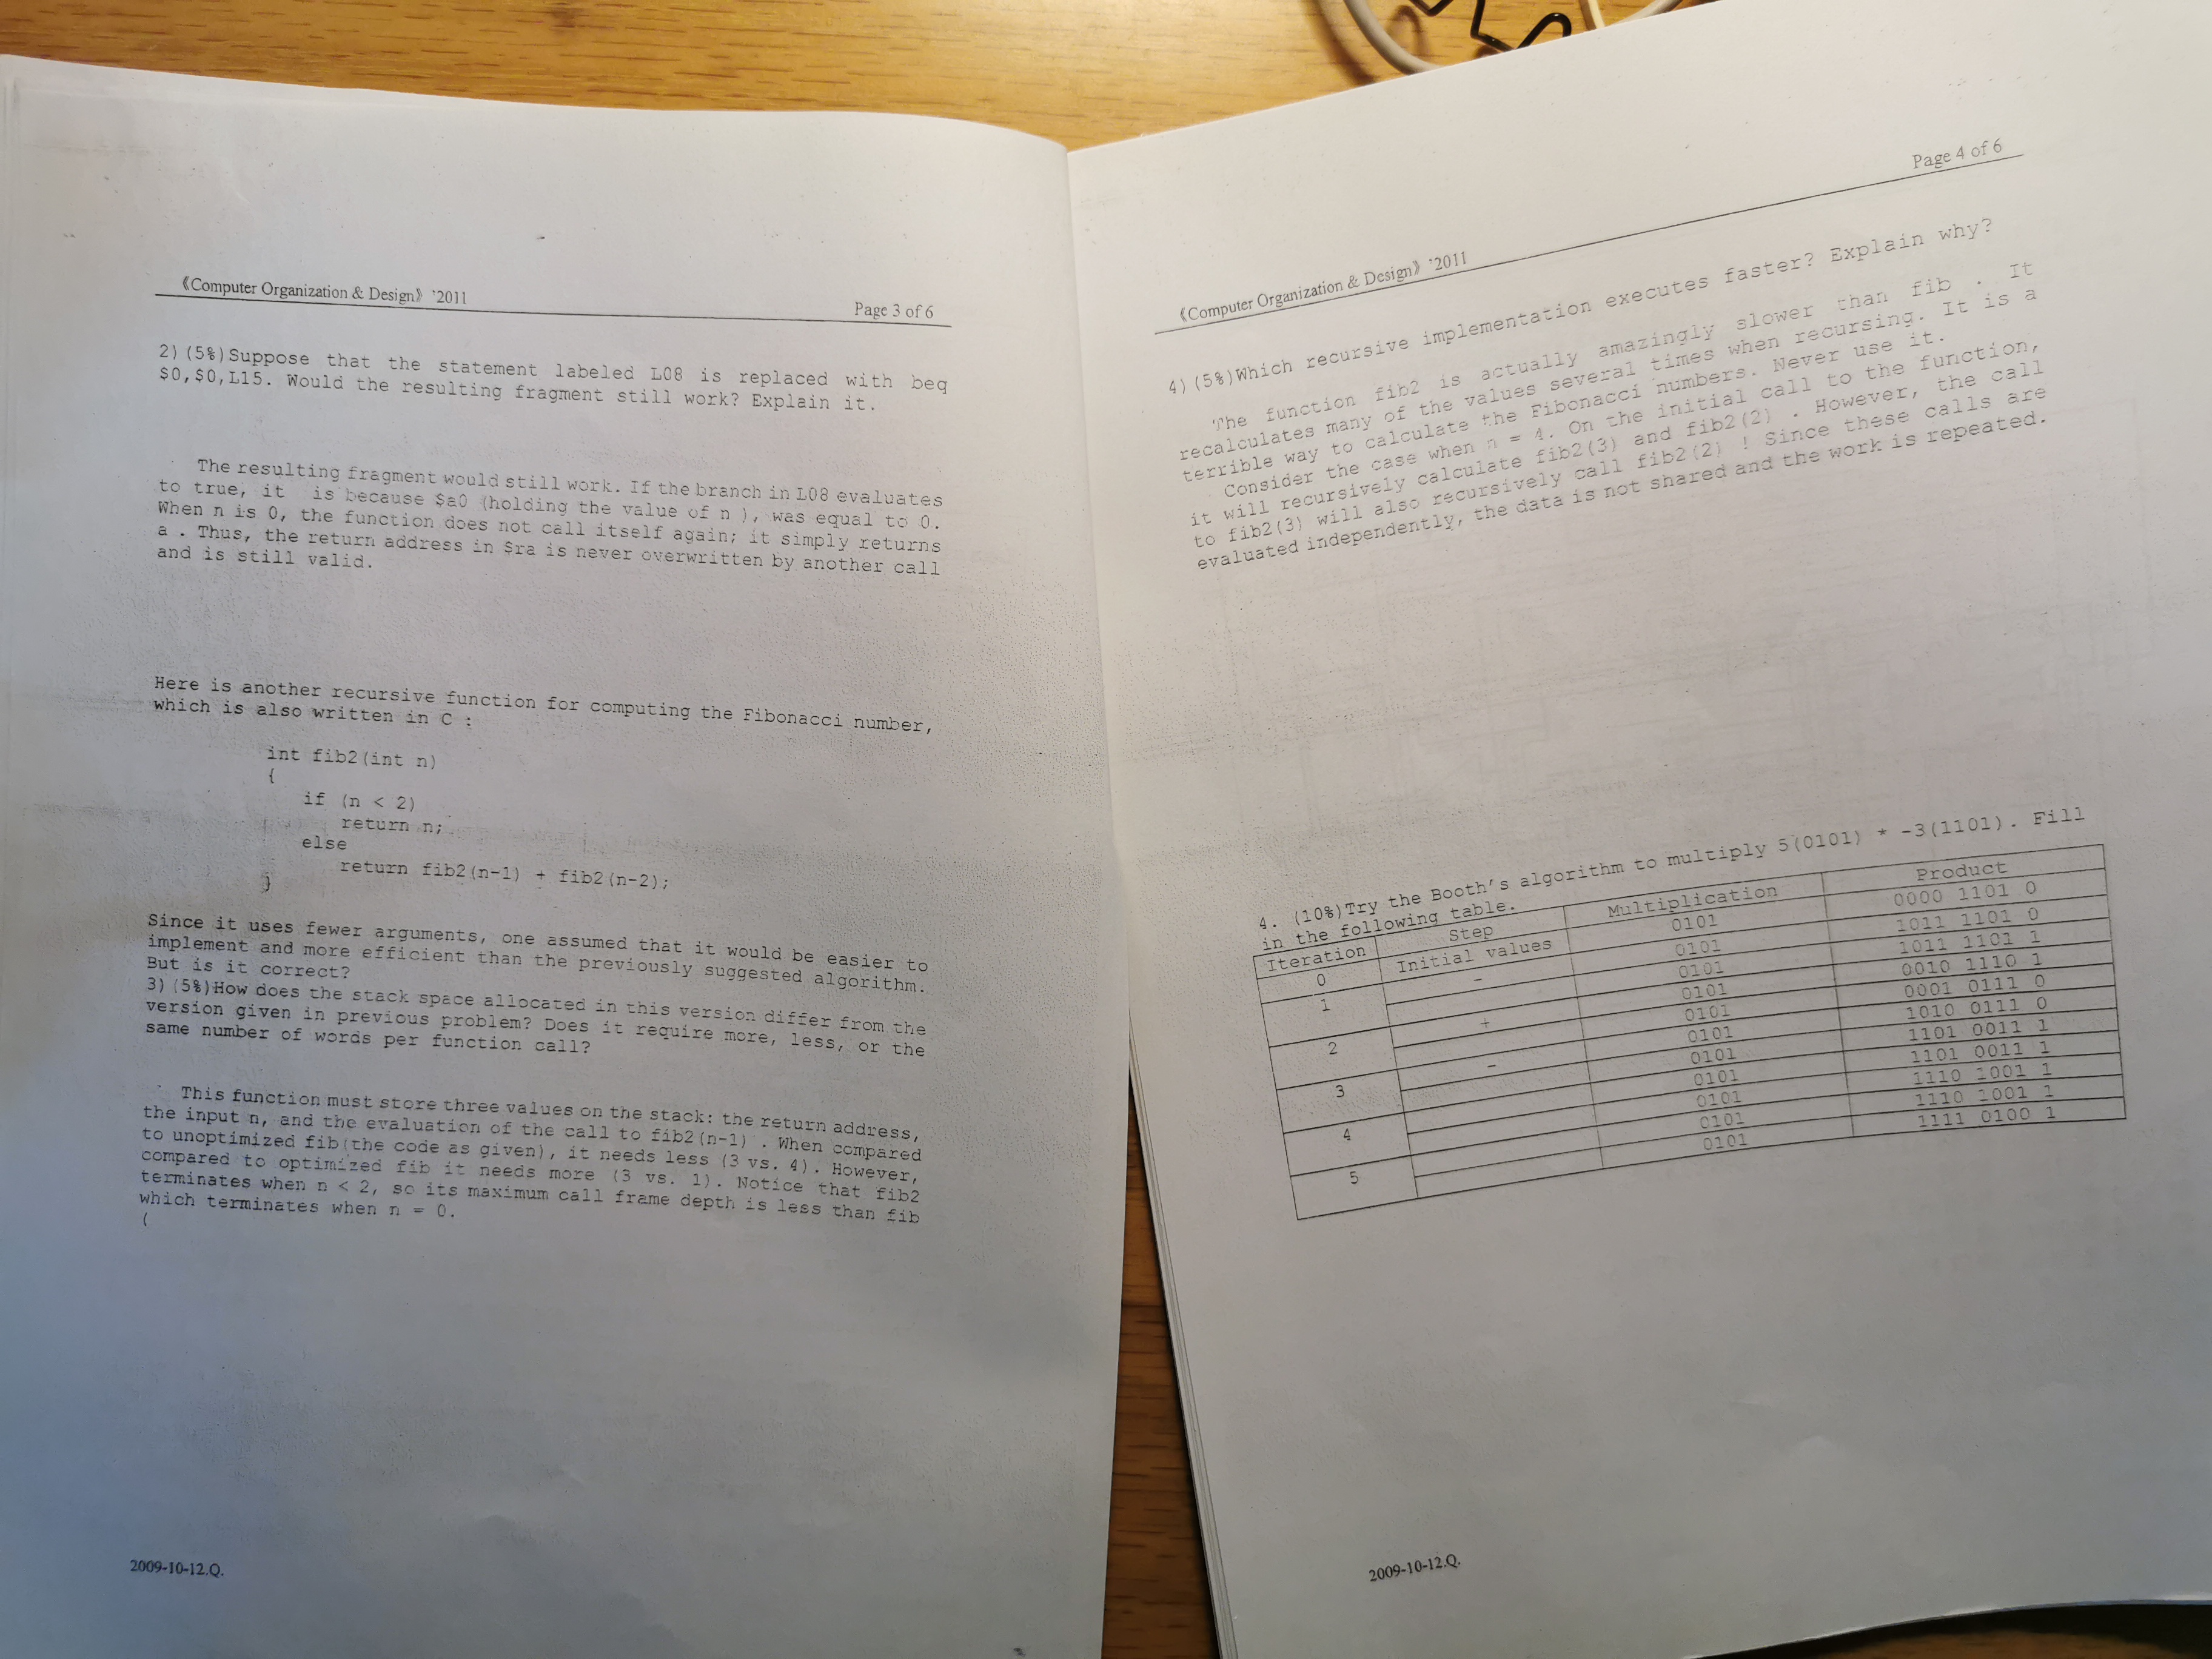 《Computer Organization & Design》 '2011
Page 3 of 6
2) (5%)Suppose that the statement labeled L08 is replaced with beq
$0,$0,L15. Would the resulting fragment still work? Explain it.
The resulting fragment would still work. If the branch in L08 evaluates
to true, it is because $a0 (holding the value of n ), was equal to 0.
When n is 0, the function does not call itself again; it simply returns
a . Thus, the return address in $ra is never overwritten by another call
and is still valid.
Here is another recursive function for computing the Fibonacci number,
which is also written in C :
int fib2(int n)
{
if (n < 2)
return n;
else
return fib2(n-1) + fib2(n-2);
}
Since it uses fewer arguments, one assumed that it would be easier to
implement and more efficient than the previously suggested algorithm.
But is it correct?
3) (5%)How does the stack space allocated in this version differ from the
version given in previous problem? Does it require more, less, or the
same number of words per function call?
This function must store three values on the stack: the return address,
the input n, and the evaluation of the call to fib2(n-1) . When compared
to unoptimized fib(the code as given), it needs less (3 vs. 4). However,
compared to optimized fib it needs more (3 vs. 1). Notice that fib2
terminates when n < 2, so its maximum call frame depth is less than fib
which terminates when n = 0.
(
2009-10-12.Q.
《Computer Organization & Design》 '2011
Page 4 of 6
4) (5%)Which recursive implementation executes faster? Explain why?
The function fib2 is actually amazingly slower than fib . It
recalculates many of the values several times when recursing. It is a
terrible way to calculate the Fibonacci numbers. Never use it.
Consider the case when n = 4. On the initial call to the function,
it will recursively calculate fib2(3) and fib2(2) . However, the call
to fib2(3) will also recursively call fib2(2) ! Since these calls are
evaluated independently, the data is not shared and the work is repeated.
4. (10%)Try the Booth's algorithm to multiply 5(0101) * -3(1101). Fill
in the following table.
Iteration Step Multiplication Product
0 Initial values 0101 0000 1101 0
1 - 0101 1011 1101 0
0101 1011 1101 1
2 + 0101 0010 1110 1
0101 0001 0111 0
3 - 0101 1010 0111 0
0101 1101 0011 1
4 0101 1101 0011 1
0101 1110 1001 1
5 0101 1110 1001 1
0101 1111 0100 1
2009-10-12.Q.